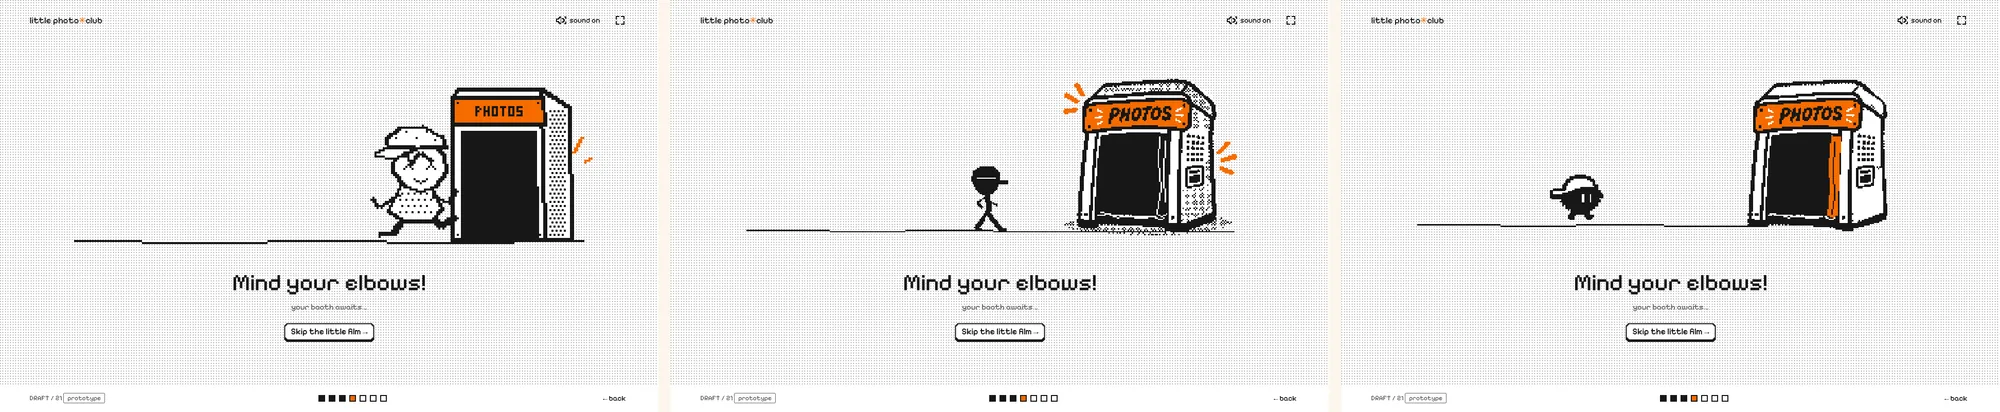 little photo*club
sound on
PHOTOS
Mind your elbows!
your booth awaits...
Skip the little film→
DRAFT / 21 prototype
←back
little photo*club
sound on
PHOTOS
Mind your elbows!
your booth awaits...
Skip the little film→
DRAFT / 21 prototype
←back
little photo*club
sound on
PHOTOS
Mind your elbows!
your booth awaits...
Skip the little film→
DRAFT / 21 prototype
←back